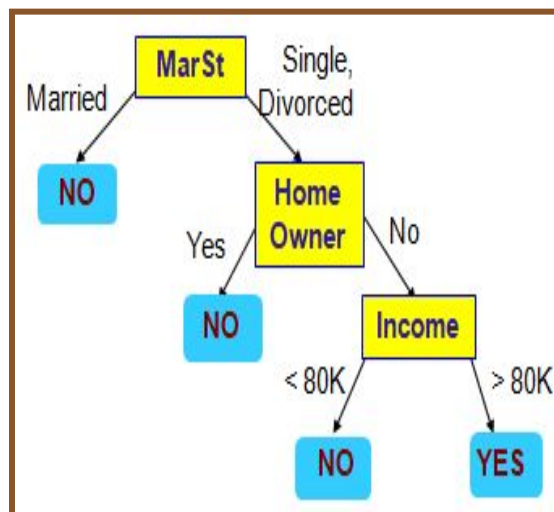 MarSt
Single,
Divorced
Married
NO
Home
Owner
Yes
No
NO
Income
< 80K
> 80K
NO
YES